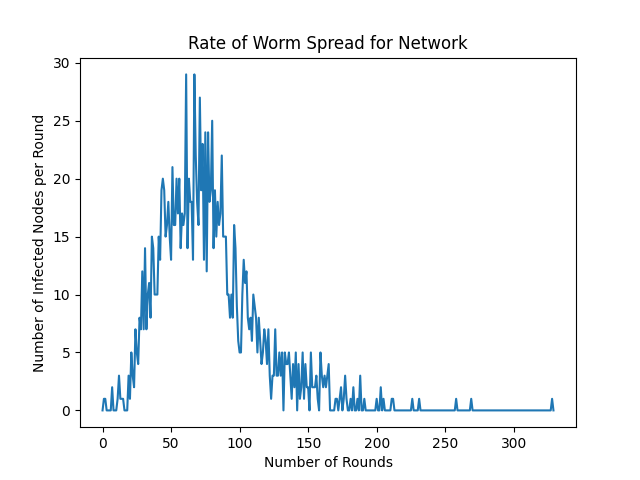 Rate of Worm Spread for Network
30
25
20
15
10
5
0
Number of Infected Nodes per Round
0 50 100 150 200 250 300
Number of Rounds